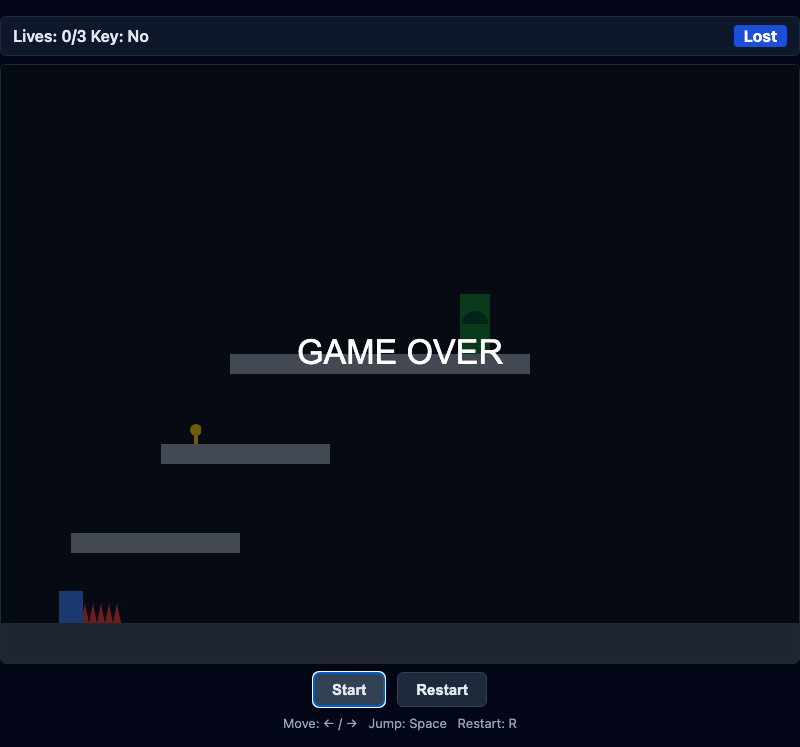 Lives: 0/3 Key: No
Lost
GAME OVER
Start
Restart
Move: ← / → Jump: Space Restart: R